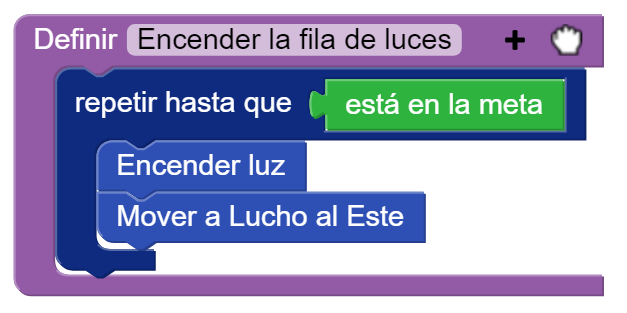 Definir Encender la fila de luces +
repetir hasta que está en la meta
Encender luz
Mover a Lucho al Este